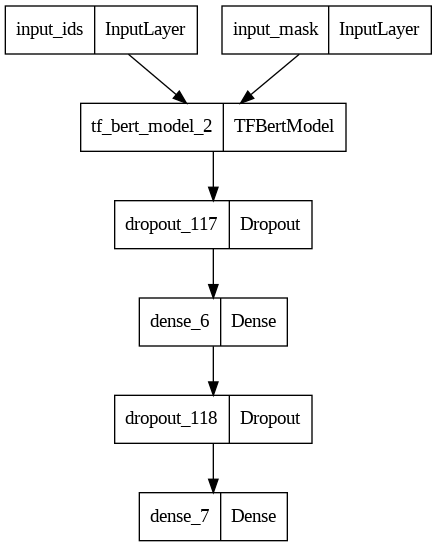 input_ids InputLayer input_mask InputLayer
tf_bert_model_2 TFBertModel
dropout_117 Dropout
dense_6 Dense
dropout_118 Dropout
dense_7 Dense